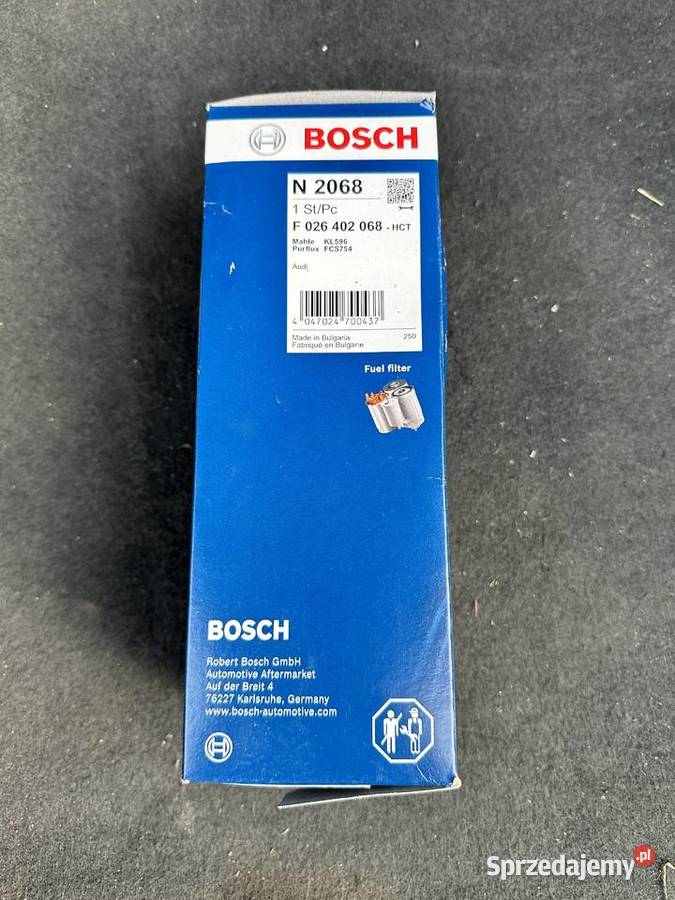 BOSCH
N 2068
1 St/Pc
F 026 402 068 - HCT
Mahle KL596
Purflux FCS754
Audi
4 047024 700437
Made in Bulgaria 250
Fabriqué en Bulgarie
Fuel filter
BOSCH
Robert Bosch GmbH
Automotive Aftermarket
Auf der Breit 4
76227 Karlsruhe, Germany
www.bosch-automotive.com
Sprzedajemy.pl